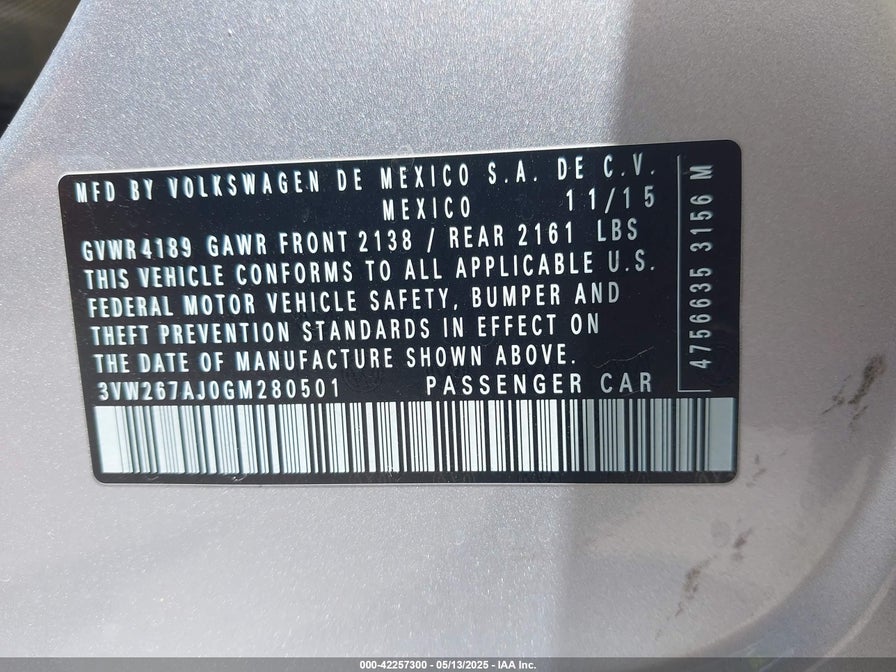 MFD BY VOLKSWAGEN DE MEXICO S.A. DE C.V.
MEXICO 11/15
GVWR 4189 GAWR FRONT 2138 / REAR 2161 LBS
THIS VEHICLE CONFORMS TO ALL APPLICABLE U.S.
FEDERAL MOTOR VEHICLE SAFETY, BUMPER AND
THEFT PREVENTION STANDARDS IN EFFECT ON
THE DATE OF MANUFACTURE SHOWN ABOVE.
3VW267AJ0GM280501 PASSENGER CAR
4756635 3156 M
000-42257300 - 05/13/2025 - IAA Inc.